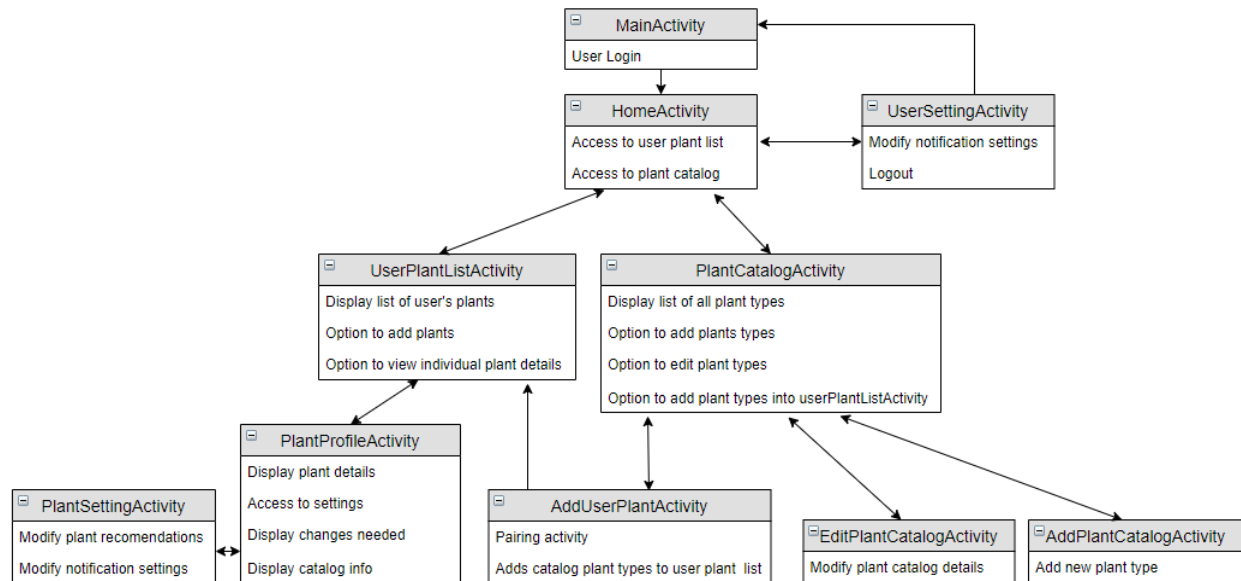 MainActivity
User Login
HomeActivity
Access to user plant list
Access to plant catalog
UserSettingActivity
Modify notification settings
Logout
UserPlantListActivity
Display list of user's plants
Option to add plants
Option to view individual plant details
PlantCatalogActivity
Display list of all plant types
Option to add plants types
Option to edit plant types
Option to add plant types into userPlantListActivity
PlantSettingActivity
Modify plant recomendations
Modify notification settings
PlantProfileActivity
Display plant details
Access to settings
Display changes needed
Display catalog info
AddUserPlantActivity
Pairing activity
Adds catalog plant types to user plant list
EditPlantCatalogActivity
Modify plant catalog details
AddPlantCatalogActivity
Add new plant type